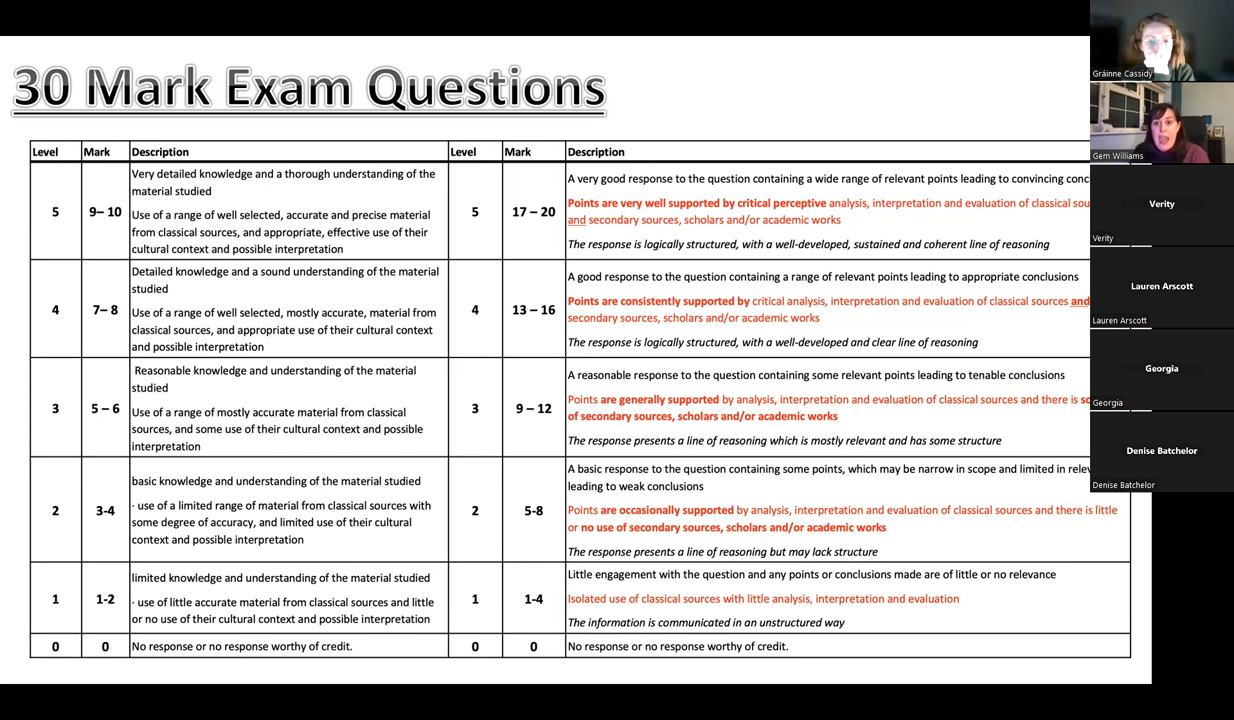 30 Mark Exam Questions
Level Mark Description Level Mark Description
5
9– 10
Very detailed knowledge and a thorough understanding of the
material studied
Use of a range of well selected, accurate and precise material
from classical sources, and appropriate, effective use of their
cultural context and possible interpretation
5
17 – 20
A very good response to the question containing a wide range of relevant points leading to convincing conc
Points are very well supported by critical perceptive analysis, interpretation and evaluation of classical sou
and secondary sources, scholars and/or academic works
The response is logically structured, with a well-developed, sustained and coherent line of reasoning
4
7– 8
Detailed knowledge and a sound understanding of the material
studied
Use of a range of well selected, mostly accurate, material from
classical sources, and appropriate use of their cultural context
and possible interpretation
4
13 – 16
A good response to the question containing a range of relevant points leading to appropriate conclusions
Points are consistently supported by critical analysis, interpretation and evaluation of classical sources and
secondary sources, scholars and/or academic works
The response is logically structured, with a well-developed and clear line of reasoning
3
5 – 6
Reasonable knowledge and understanding of the material
studied
Use of a range of mostly accurate material from classical
sources, and some use of their cultural context and possible
interpretation
3
9 – 12
A reasonable response to the question containing some relevant points leading to tenable conclusions
Points are generally supported by analysis, interpretation and evaluation of classical sources and there is so
of secondary sources, scholars and/or academic works
The response presents a line of reasoning which is mostly relevant and has some structure
2
3-4
basic knowledge and understanding of the material studied
· use of a limited range of material from classical sources with
some degree of accuracy, and limited use of their cultural
context and possible interpretation
2
5-8
A basic response to the question containing some points, which may be narrow in scope and limited in rele
leading to weak conclusions
Points are occasionally supported by analysis, interpretation and evaluation of classical sources and there is little
or no use of secondary sources, scholars and/or academic works
The response presents a line of reasoning but may lack structure
1
1-2
limited knowledge and understanding of the material studied
· use of little accurate material from classical sources and little
or no use of their cultural context and possible interpretation
1
1-4
Little engagement with the question and any points or conclusions made are of little or no relevance
Isolated use of classical sources with little analysis, interpretation and evaluation
The information is communicated in an unstructured way
0
0
No response or no response worthy of credit.
0
0
No response or no response worthy of credit.
Gráinne Cassidy
Gem Williams
Verity
Verity
Lauren Arscott
Lauren Arscott
Georgia
Georgia
Denise Batchelor
Denise Batchelor